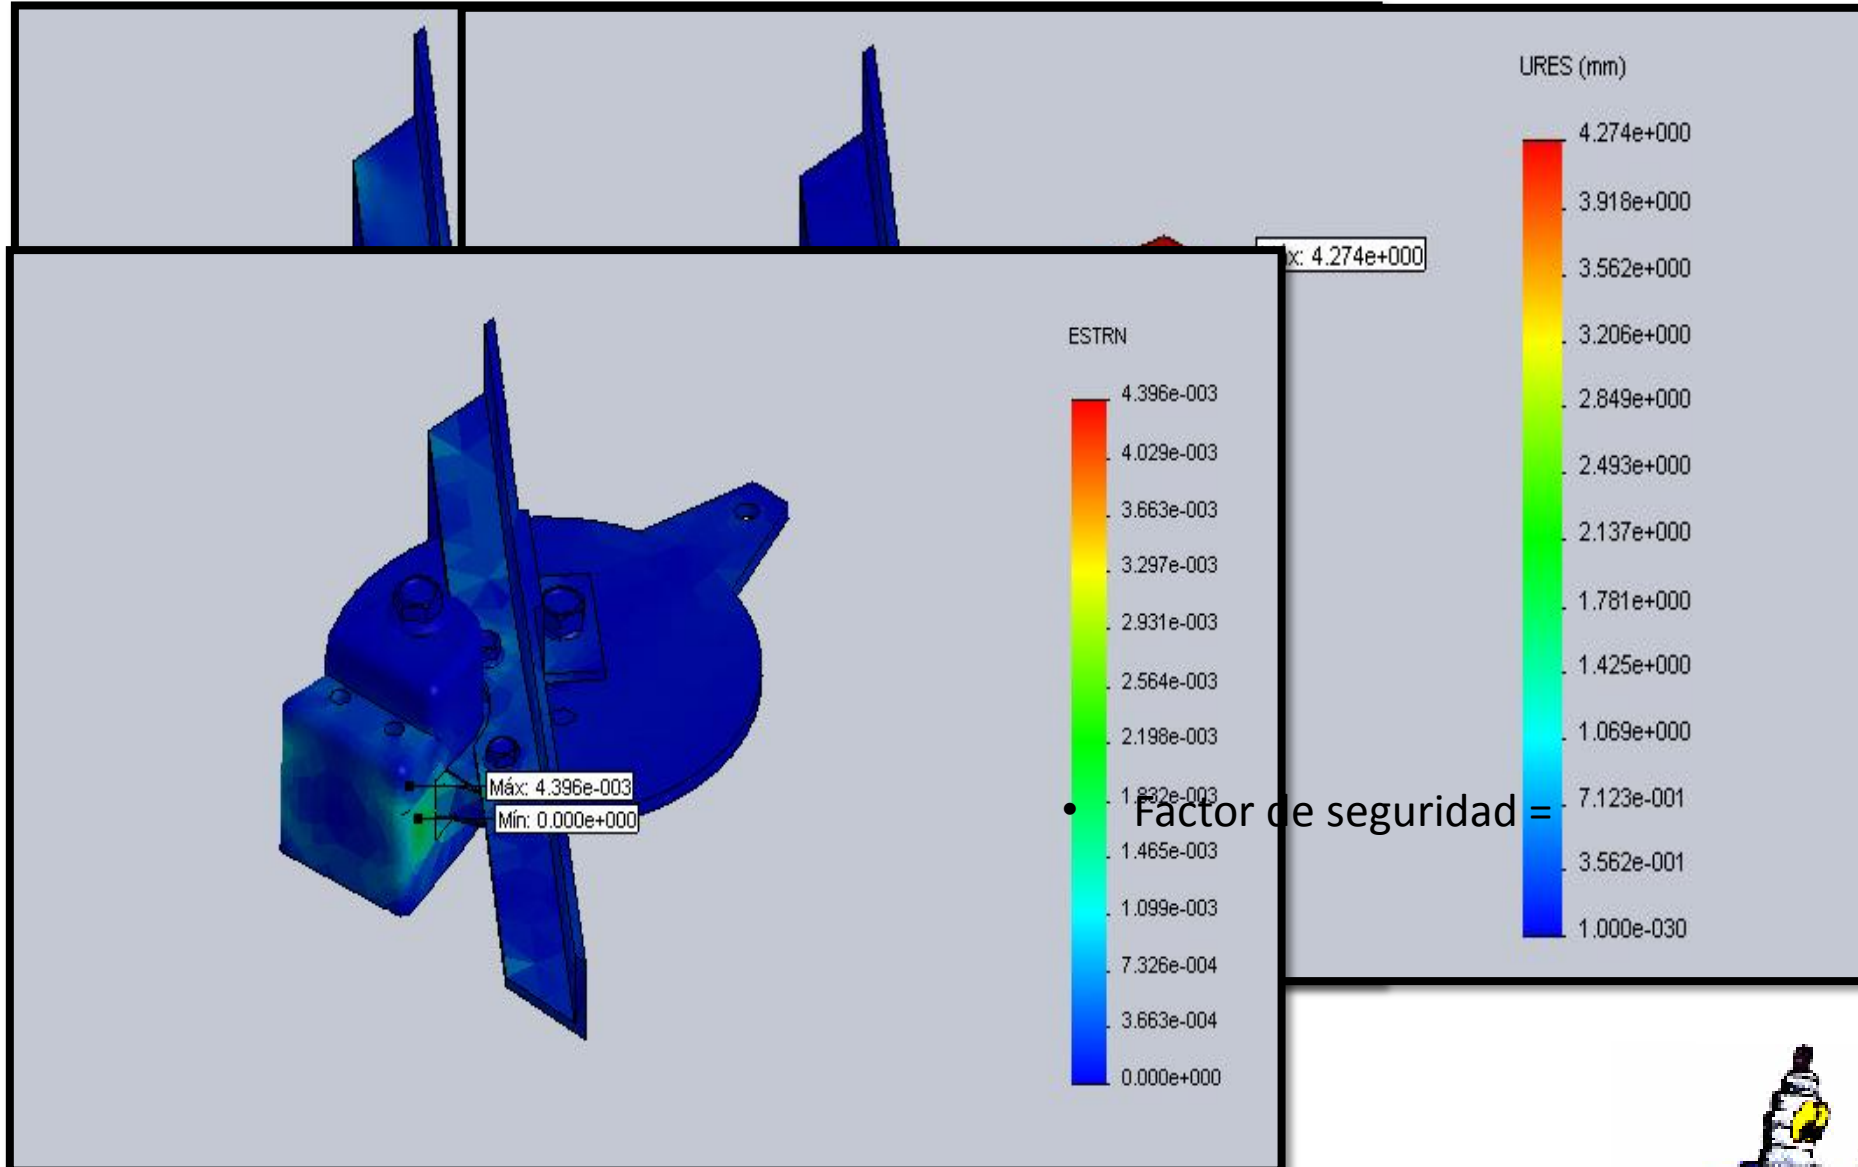 URES (mm)
4.274e+000
3.918e+000
3.562e+000
3.206e+000
2.849e+000
2.493e+000
2.137e+000
1.781e+000
1.425e+000
1.069e+000
7.123e-001
3.562e-001
1.000e-030
x: 4.274e+000
ESTRN
4.396e-003
4.029e-003
3.663e-003
3.297e-003
2.931e-003
2.564e-003
2.198e-003
1.832e-003
1.465e-003
1.099e-003
7.326e-004
3.663e-004
0.000e+000
Máx: 4.396e-003
Mín: 0.000e+000
• Factor de seguridad =